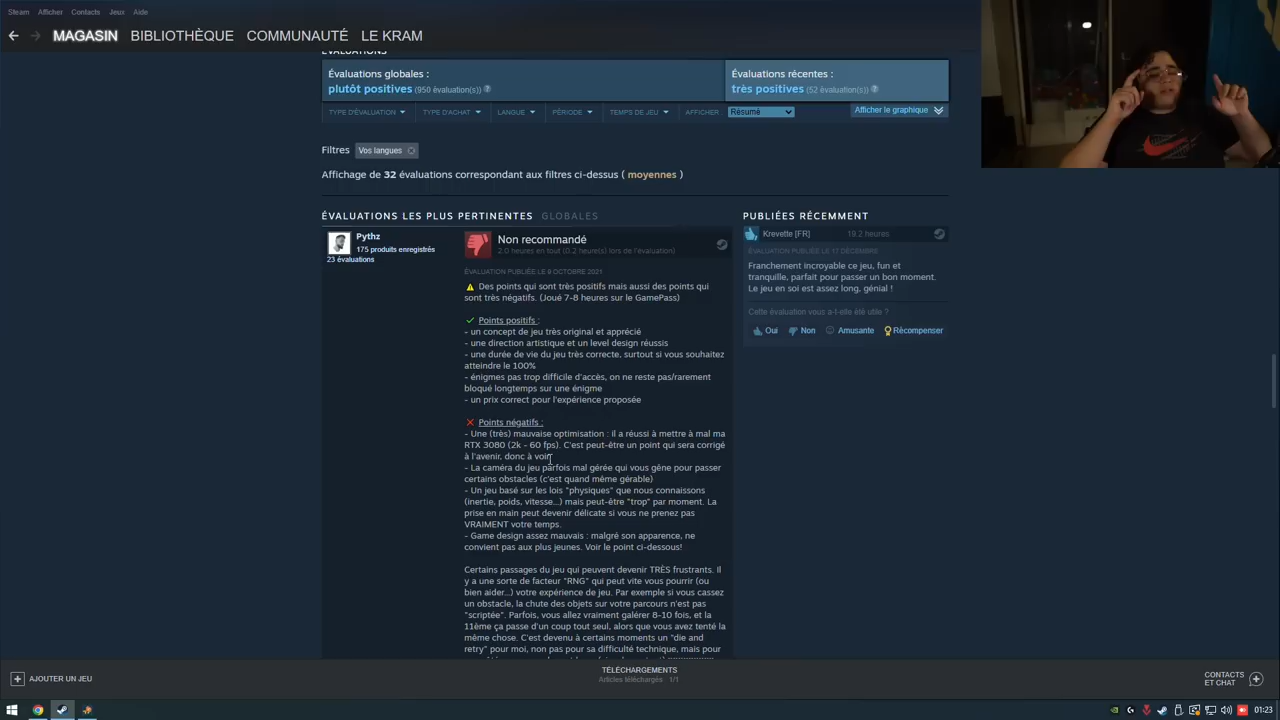 Steam Afficher Contacts Jeux Aide
MAGASIN BIBLIOTHÈQUE COMMUNAUTÉ LE KRAM
ÉVALUATIONS
Évaluations globales :
plutôt positives (950 évaluation(s))
Évaluations récentes :
très positives (52 évaluation(s))
TYPE D'ÉVALUATION TYPE D'ACHAT LANGUE PÉRIODE TEMPS DE JEU AFFICHER Résumé
Afficher le graphique
Filtres Vos langues
Affichage de 32 évaluations correspondant aux filtres ci-dessus ( moyennes )
ÉVALUATIONS LES PLUS PERTINENTES GLOBALES
Pythz
175 produits enregistrés
23 évaluations
Non recommandé
2.0 heures en tout (0.2 heure(s) lors de l'évaluation)
ÉVALUATION PUBLIÉE LE 9 OCTOBRE 2021
Des points qui sont très positifs mais aussi des points qui
sont très négatifs. (Joué 7-8 heures sur le GamePass)
Points positifs :
- un concept de jeu très original et apprécié
- une direction artistique et un level design réussis
- une durée de vie du jeu très correcte, surtout si vous souhaitez
atteindre le 100%
- énigmes pas trop difficile d'accès, on ne reste pas/rarement
bloqué longtemps sur une énigme
- un prix correct pour l'expérience proposée
Points négatifs :
- Une (très) mauvaise optimisation : il a réussi à mettre à mal ma
RTX 3080 (2k - 60 fps). C'est peut-être un point qui sera corrigé
à l'avenir, donc à voir
- La caméra du jeu parfois mal gérée qui vous gêne pour passer
certains obstacles (c'est quand même gérable)
- Un jeu basé sur les lois "physiques" que nous connaissons
(inertie, poids, vitesse...) mais peut-être "trop" par moment. La
prise en main peut devenir délicate si vous ne prenez pas
VRAIMENT votre temps.
- Game design assez mauvais : malgré son apparence, ne
convient pas aux plus jeunes. Voir le point ci-dessous!
Certains passages du jeu qui peuvent devenir TRÈS frustrants. Il
y a une sorte de facteur "RNG" qui peut vite vous pourrir (ou
bien aider...) votre expérience de jeu. Par exemple si vous cassez
un obstacle, la chute des objets sur votre parcours n'est pas
"scriptée". Parfois, vous allez vraiment galérer 8-10 fois, et la
11ème ça passe d'un coup tout seul, alors que vous avez tenté la
même chose. C'est devenu à certains moments un "die and
retry" pour moi, non pas pour sa difficulté technique, mais pour
PUBLIÉES RÉCEMMENT
Krevette [FR] 19.2 heures
ÉVALUATION PUBLIÉE LE 17 DÉCEMBRE
Franchement incroyable ce jeu, fun et
tranquille, parfait pour passer un bon moment.
Le jeu en soi est assez long, génial !
Cette évaluation vous a-t-elle été utile ?
Oui Non Amusante Récompenser
AJOUTER UN JEU
TÉLÉCHARGEMENTS
Articles téléchargés 1/1
CONTACTS
ET CHAT
01:23